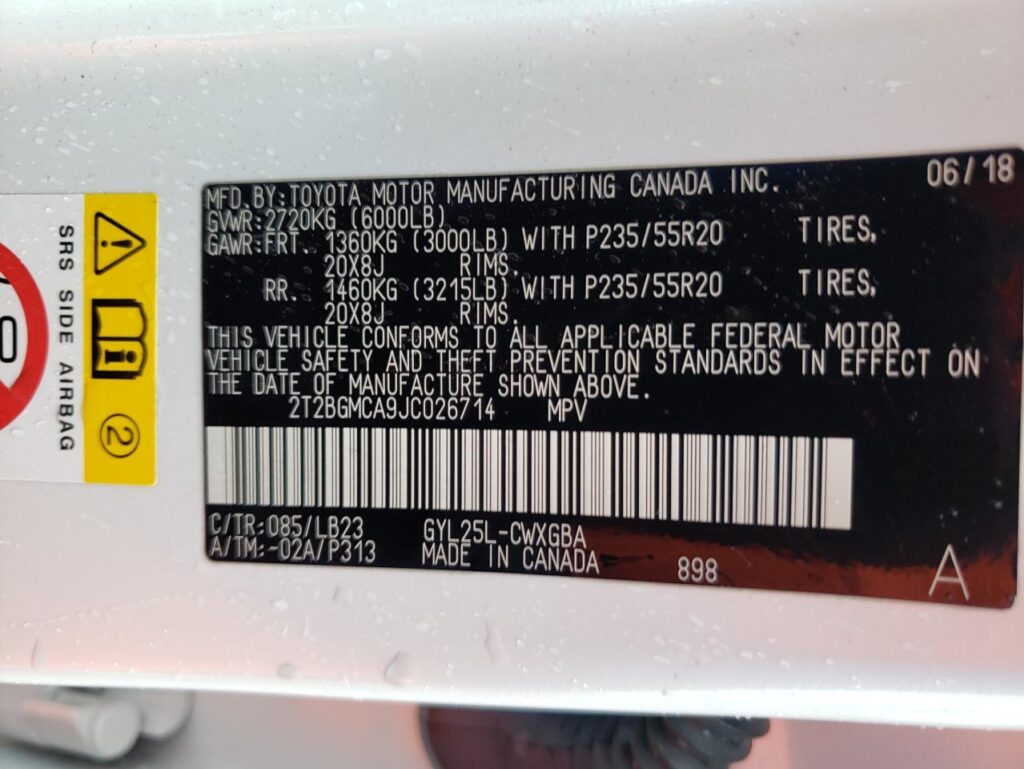 MFD.BY:TOYOTA MOTOR MANUFACTURING CANADA INC. 06/18
GVWR:2720KG (6000LB)
GAWR:FRT. 1360KG (3000LB) WITH P235/55R20 TIRES,
20X8J RIMS.
RR. 1460KG (3215LB) WITH P235/55R20 TIRES,
20X8J RIMS.
THIS VEHICLE CONFORMS TO ALL APPLICABLE FEDERAL MOTOR
VEHICLE SAFETY AND THEFT PREVENTION STANDARDS IN EFFECT ON
THE DATE OF MANUFACTURE SHOWN ABOVE.
2T2BGMCA9JC026714 MPV
C/TR:085/LB23 GYL25L-CWXGBA
A/TM:-02A/P313 MADE IN CANADA 898
A
SRS SIDE AIRBAG
2